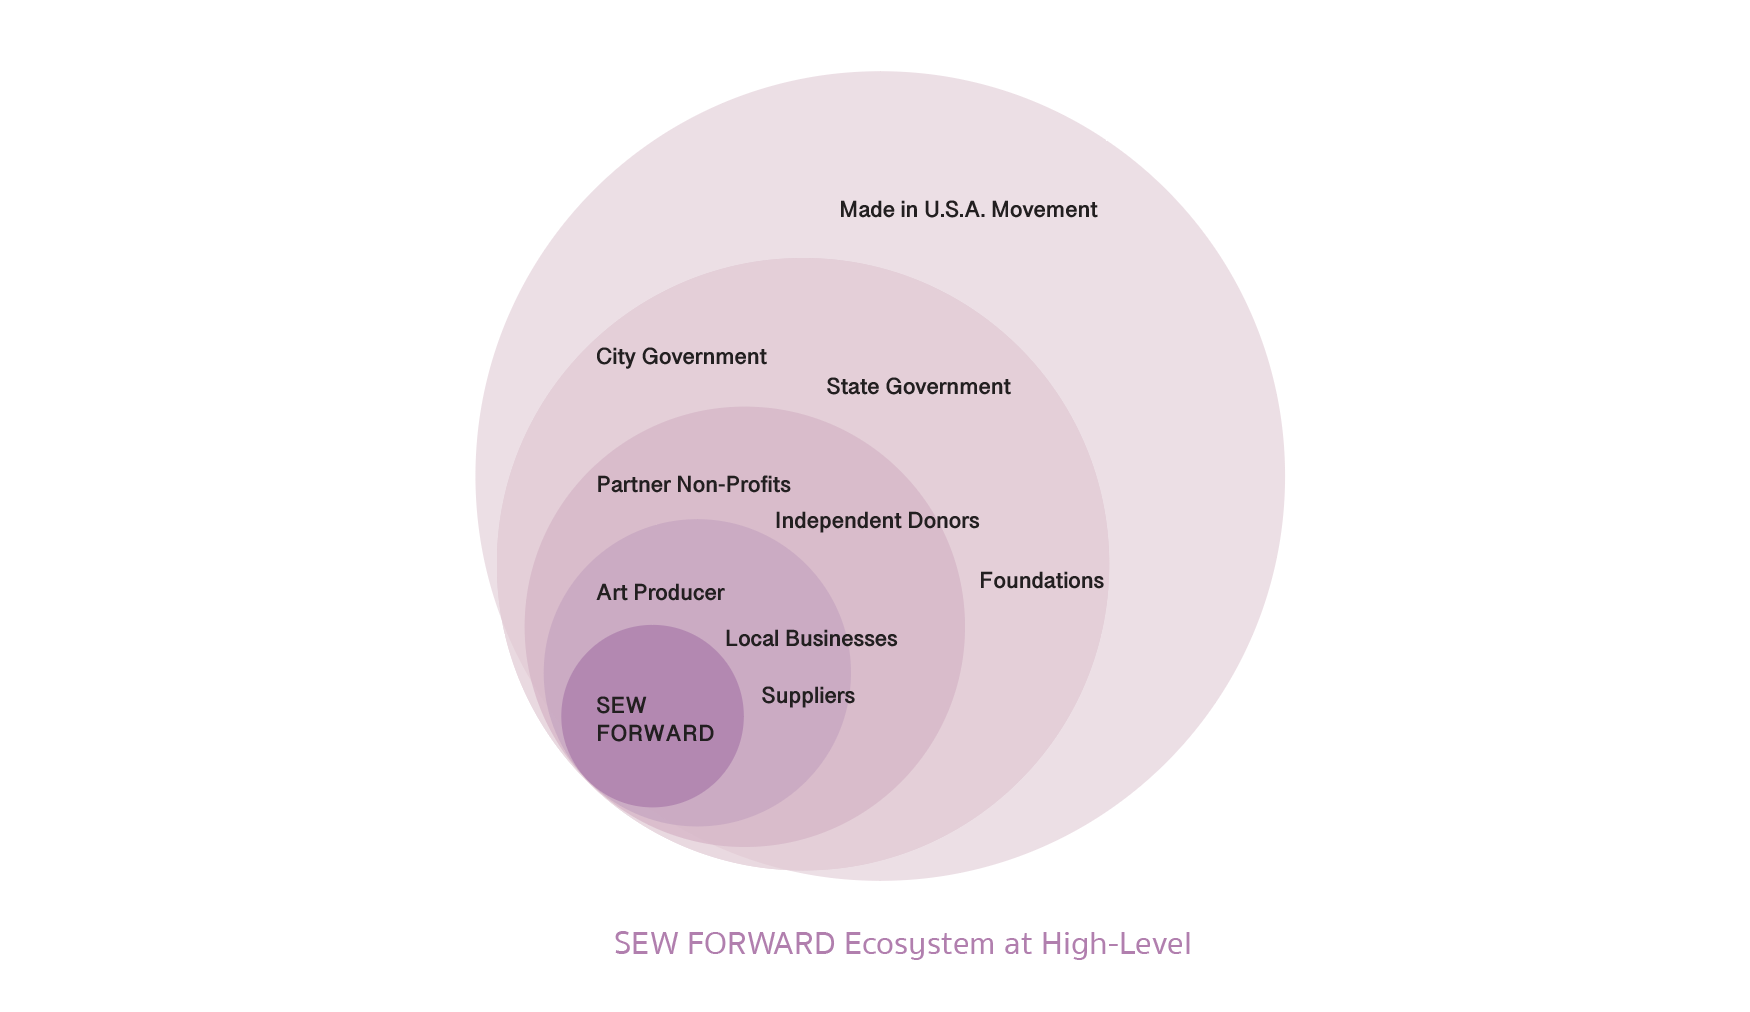 Made in U.S.A. Movement
City Government
State Government
Partner Non-Profits
Independent Donors
Foundations
Art Producer
Local Businesses
Suppliers
SEW
FORWARD
SEW FORWARD Ecosystem at High-Level